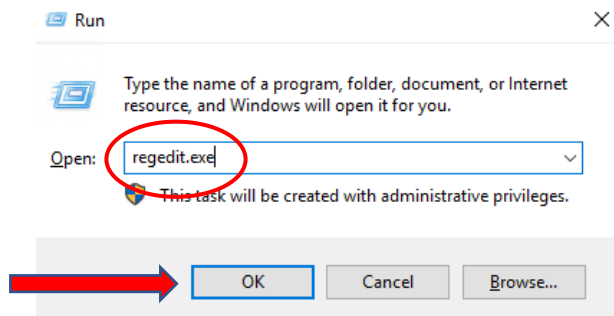 Run
Type the name of a program, folder, document, or Internet
resource, and Windows will open it for you.
Open: regedit.exe
This task will be created with administrative privileges.
OK Cancel Browse...